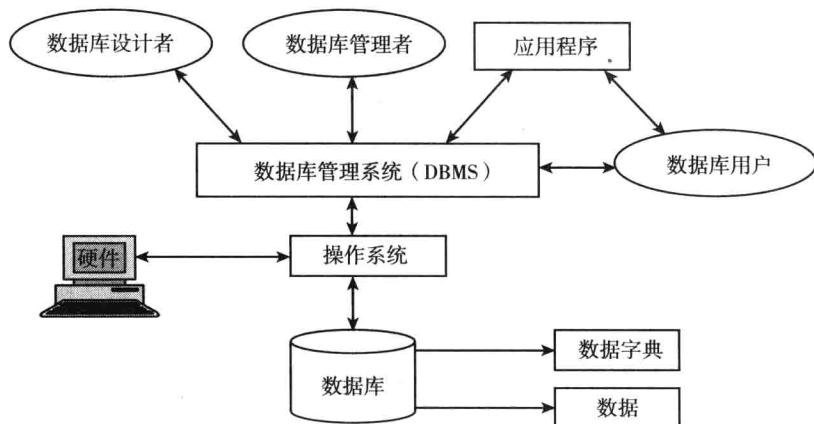 数据库设计者
数据库管理者
应用程序
数据库管理系统（DBMS）
数据库用户
硬件
操作系统
数据库
数据字典
数据